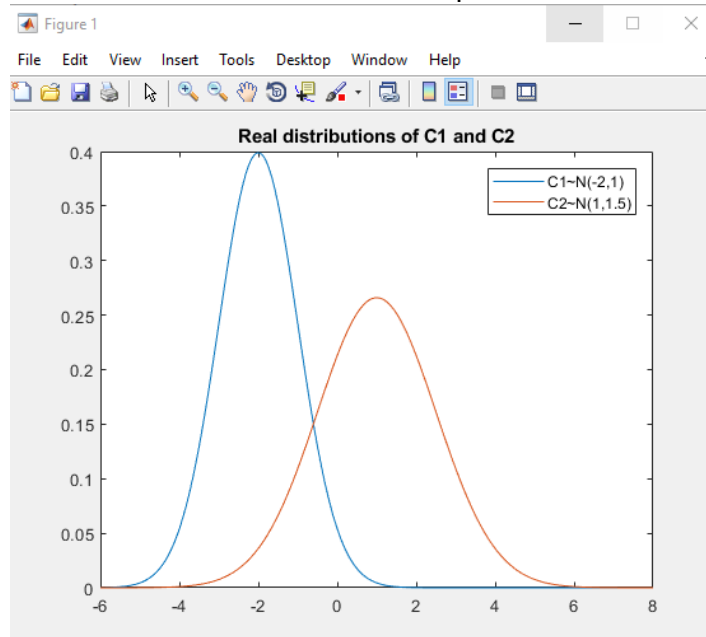 Figure 1
File Edit View Insert Tools Desktop Window Help
Real distributions of C1 and C2
C1~N(-2,1)
C2~N(1,1.5)
0.4
0.35
0.3
0.25
0.2
0.15
0.1
0.05
0
-6 -4 -2 0 2 4 6 8